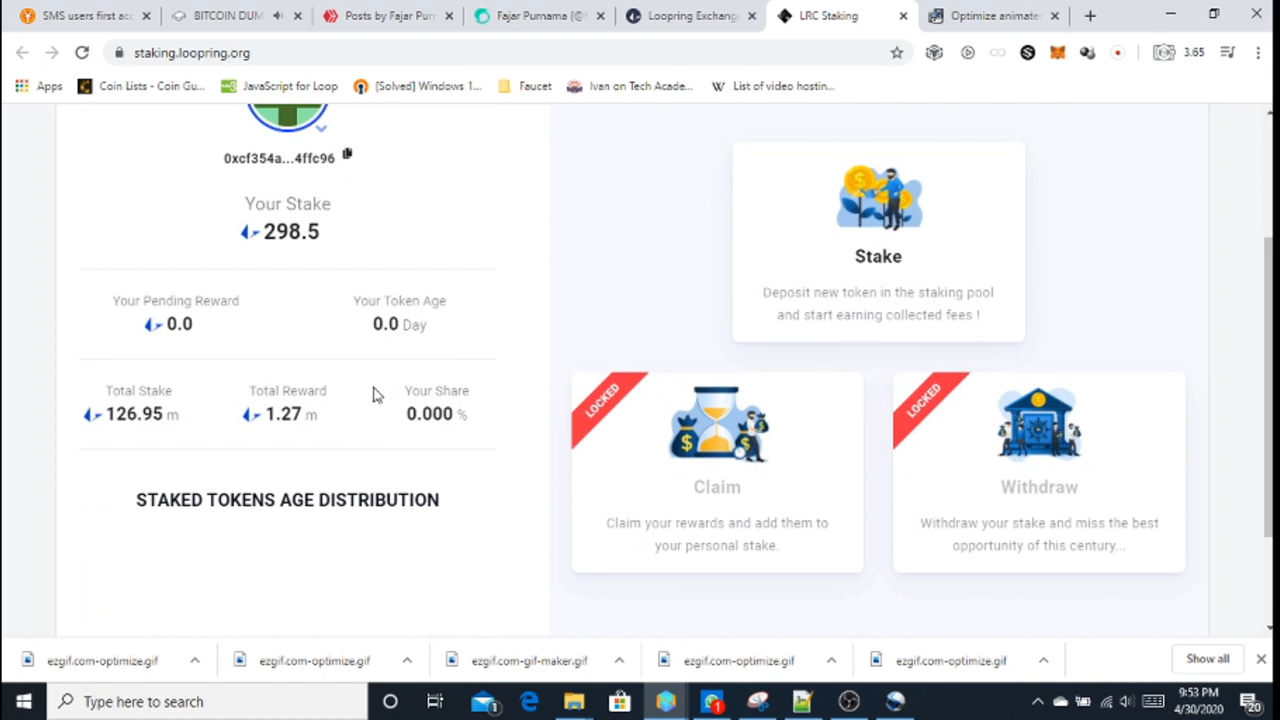 SMS users first acc
BITCOIN DUM
Posts by Fajar Purn
Fajar Purnama (@
Loopring Exchang
LRC Staking
Optimize animate
staking.loopring.org
3.65
Apps
Coin Lists - Coin Gu...
JavaScript for Loop
[Solved] Windows 1...
Faucet
Ivan on Tech Acade...
List of video hostin...
0xcf354a...4ffc96
Your Stake
298.5
Your Pending Reward
0.0
Your Token Age
0.0 Day
Total Stake
126.95 m
Total Reward
1.27 m
Your Share
0.000 %
STAKED TOKENS AGE DISTRIBUTION
Stake
Deposit new token in the staking pool
and start earning collected fees !
LOCKED
Claim
Claim your rewards and add them to
your personal stake.
LOCKED
Withdraw
Withdraw your stake and miss the best
opportunity of this century...
ezgif.com-optimize.gif
ezgif.com-optimize.gif
ezgif.com-gif-maker.gif
ezgif.com-optimize.gif
ezgif.com-optimize.gif
Show all
Type here to search
1
1
9:53 PM
4/30/2020
20